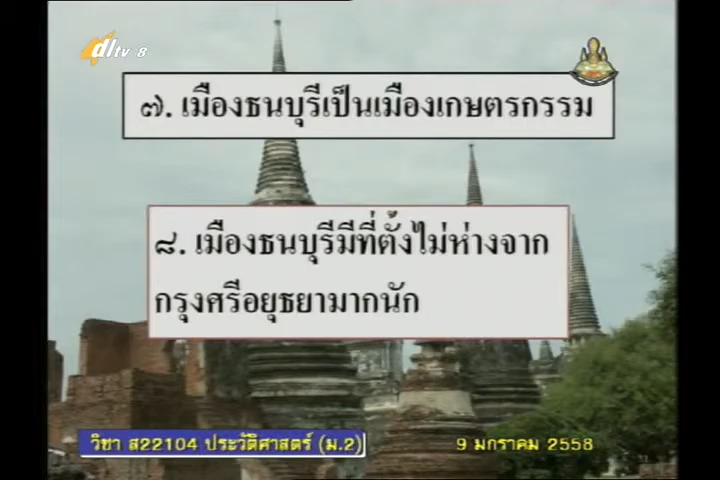 dltv 8
๗. เมืองธนบุรีเป็นเมืองเกษตรกรรม
๘. เมืองธนบุรีมีที่ตั้งไม่ห่างจาก
กรุงศรีอยุธยามากนัก
วิชา ส22104 ประวัติศาสตร์ (ม.2)
9 มกราคม 2558